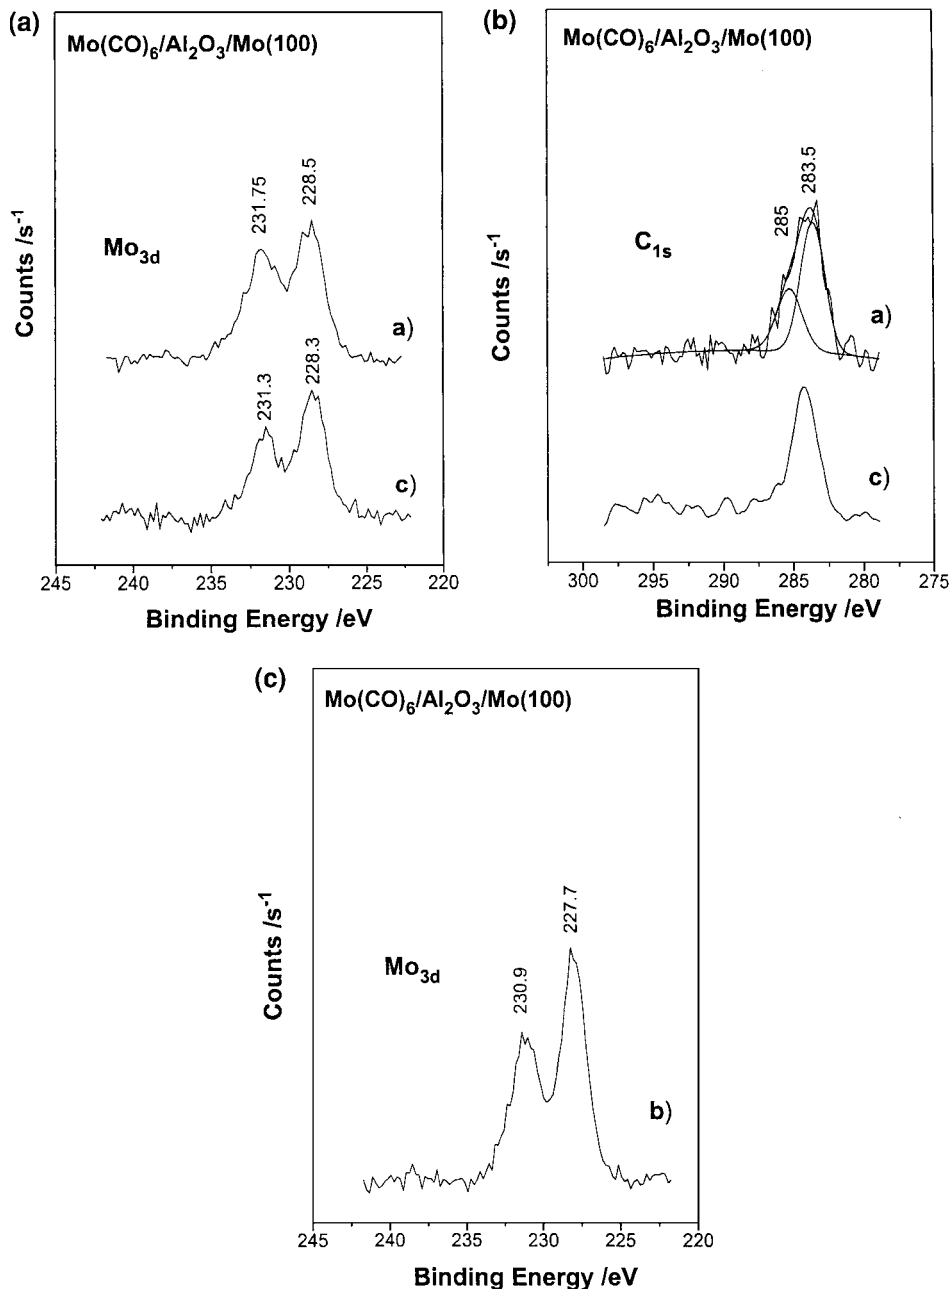 (a)
Mo(CO)6/Al2O3/Mo(100)
Counts /s-1
Mo3d
231.75
228.5
a)
231.3
228.3
c)
245 240 235 230 225 220
Binding Energy /eV
(b)
Mo(CO)6/Al2O3/Mo(100)
Counts /s-1
C1s
285
283.5
a)
c)
300 295 290 285 280 275
Binding Energy /eV
(c)
Mo(CO)6/Al2O3/Mo(100)
Counts /s-1
Mo3d
230.9
227.7
b)
245 240 235 230 225 220
Binding Energy /eV